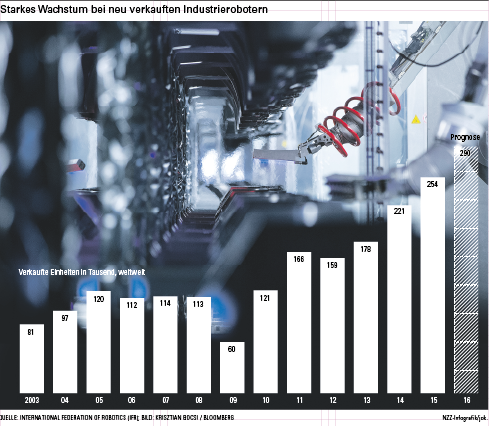 Starkes Wachstum bei neu verkauften Industrierobotern
Prognose
290
254
221
178
166
159
Verkaufte Einheiten in Tausend, weltweit
120
121
112
114
113
97
81
60
2003 04 05 06 07 08 09 10 11 12 13 14 15 16
QUELLE: INTERNATIONAL FEDERATION OF ROBOTICS (IFR); BILD: KRISZTIAN BOCSI / BLOOMBERG
NZZ-Infografik/jok.